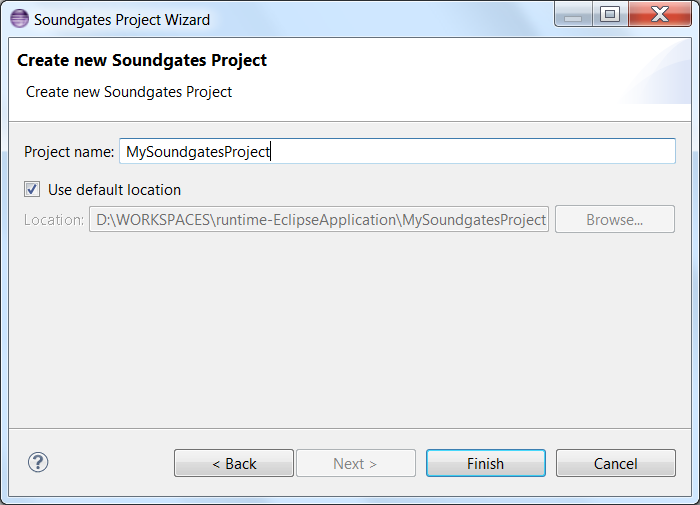 Soundgates Project Wizard
Create new Soundgates Project
Create new Soundgates Project
Project name: MySoundgatesProject
Use default location
Location: D:\WORKSPACES\runtime-EclipseApplication\MySoundgatesProject Browse...
? < Back Next > Finish Cancel